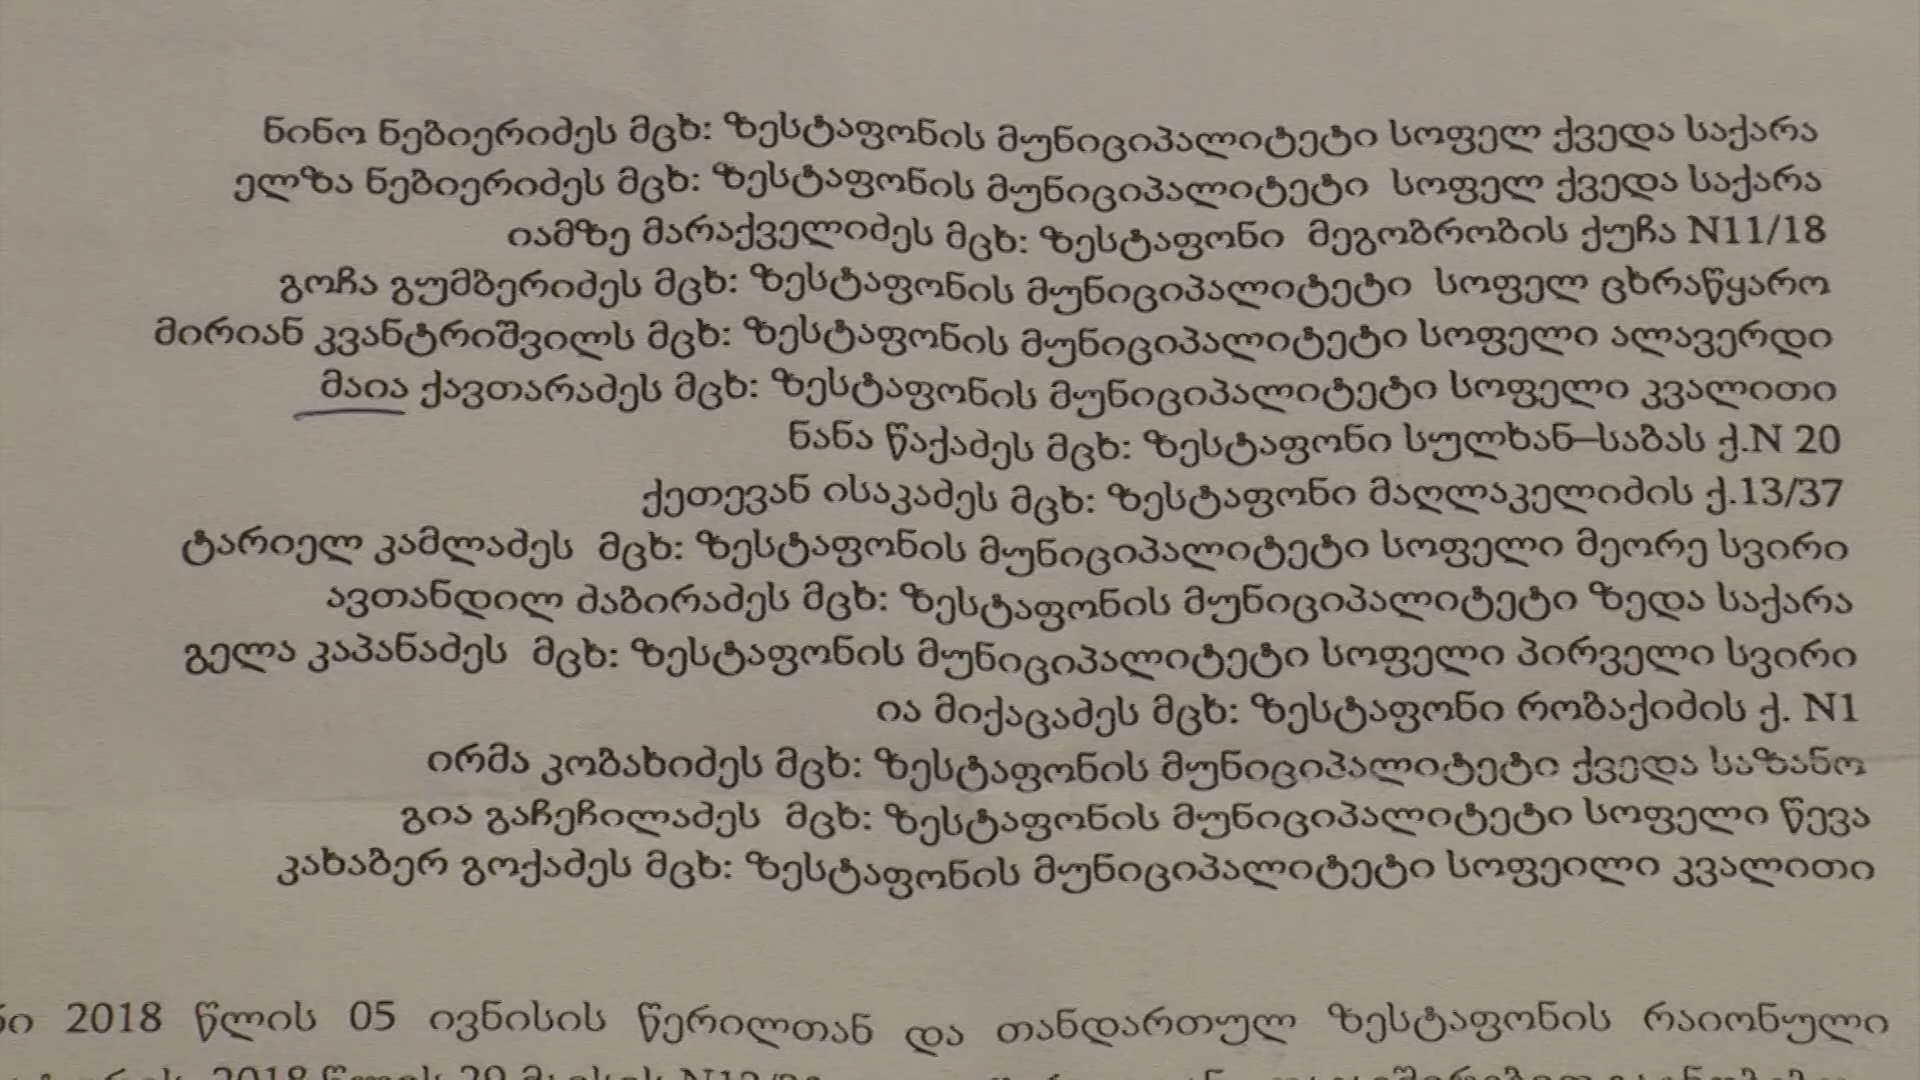 ნინო ნებიერიძეს მცხ: ზესტაფონის მუნიციპალიტეტი სოფელ ქვედა საქარა
ელზა ნებიერიძეს მცხ: ზესტაფონის მუნიციპალიტეტი სოფელ ქვედა საქარა
იამზე მარაქველიძეს მცხ: ზესტაფონი მეგობრობის ქუჩა N11/18
გოჩა გუმბერიძეს მცხ: ზესტაფონის მუნიციპალიტეტი სოფელ ცხრაწყარო
მირიან კვანტრიშვილს მცხ: ზესტაფონის მუნიციპალიტეტი სოფელი ალავერდი
მაია ქავთარაძეს მცხ: ზესტაფონის მუნიციპალიტეტი სოფელი კვალითი
ნანა წაქაძეს მცხ: ზესტაფონი სულხან–საბას ქ.N 20
ქეთევან ისაკაძეს მცხ: ზესტაფონი მაღლაკელიძის ქ.13/37
ტარიელ კამლაძეს მცხ: ზესტაფონის მუნიციპალიტეტი სოფელი მეორე სვირი
ავთანდილ ძაბირაძეს მცხ: ზესტაფონის მუნიციპალიტეტი ზედა საქარა
გელა კაპანაძეს მცხ: ზესტაფონის მუნიციპალიტეტი სოფელი პირველი სვირი
ია მიქაცაძეს მცხ: ზესტაფონი რობაქიძის ქ. N1
ირმა კობახიძეს მცხ: ზესტაფონის მუნიციპალიტეტი ქვედა საზანო
გია გაჩეჩილაძეს მცხ: ზესტაფონის მუნიციპალიტეტი სოფელი წევა
კახაბერ გოქაძეს მცხ: ზესტაფონის მუნიციპალიტეტი სოფეილი კვალითი
2018 წლის 05 ივნისის წერილთან და თანდართულ ზესტაფონის რაიონული